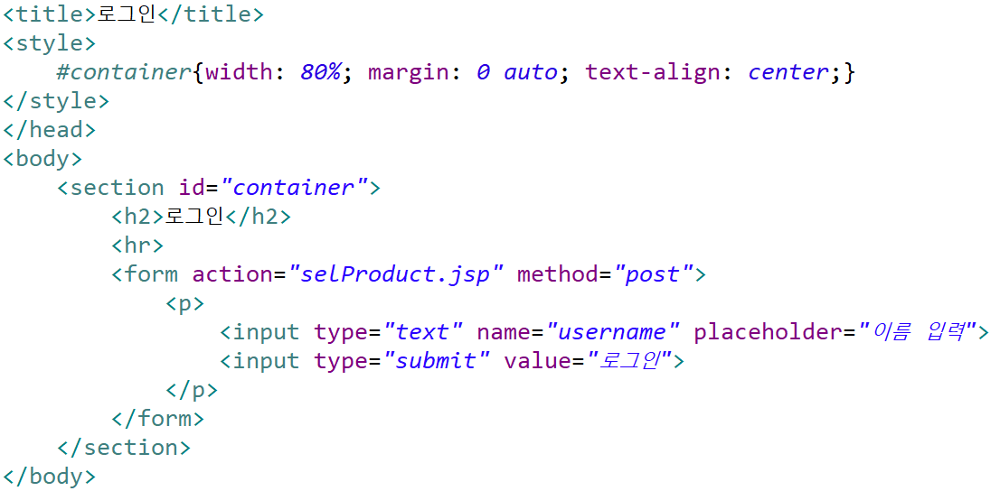 <title>로그인</title>
<style>
    #container{width: 80%; margin: 0 auto; text-align: center;}
</style>
</head>
<body>
    <section id="container">
        <h2>로그인</h2>
        <hr>
        <form action="selProduct.jsp" method="post">
            <p>
                <input type="text" name="username" placeholder="이름 입력">
                <input type="submit" value="로그인">
            </p>
        </form>
    </section>
</body>